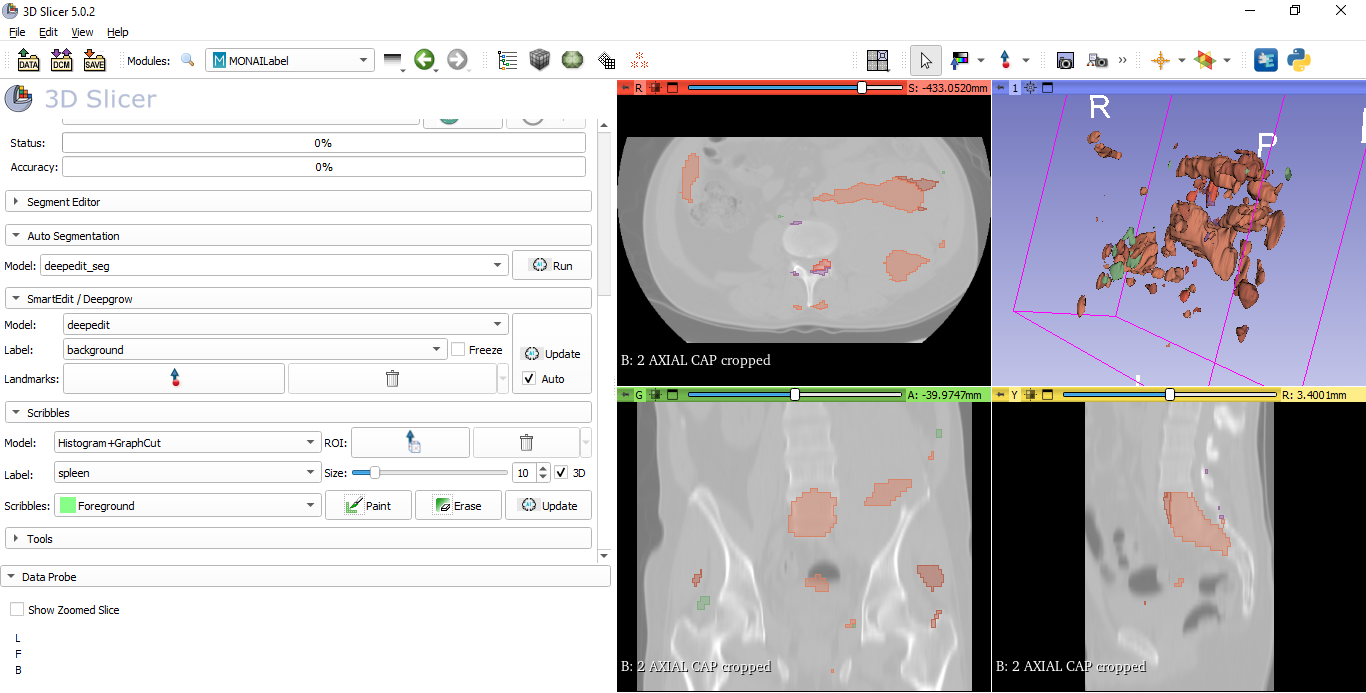 3D Slicer 5.0.2
File Edit View Help
DATA DCM SAVE Modules: M MONAILabel »
3D Slicer
Status: 0%
Accuracy: 0%
Segment Editor
Auto Segmentation
Model: deepedit_seg Run
SmartEdit / Deepgrow
Model: deepedit
Label: background Freeze Update
Landmarks: Auto
Scribbles
Model: Histogram+GraphCut ROI:
Label: spleen Size: 10 3D
Scribbles: Foreground Paint Erase Update
Tools
Data Probe
Show Zoomed Slice
L
F
B
R S: -433.0520mm
B: 2 AXIAL CAP cropped
1
R
P
G A: -39.9747mm
B: 2 AXIAL CAP cropped
Y R: 3.4001mm
B: 2 AXIAL CAP cropped